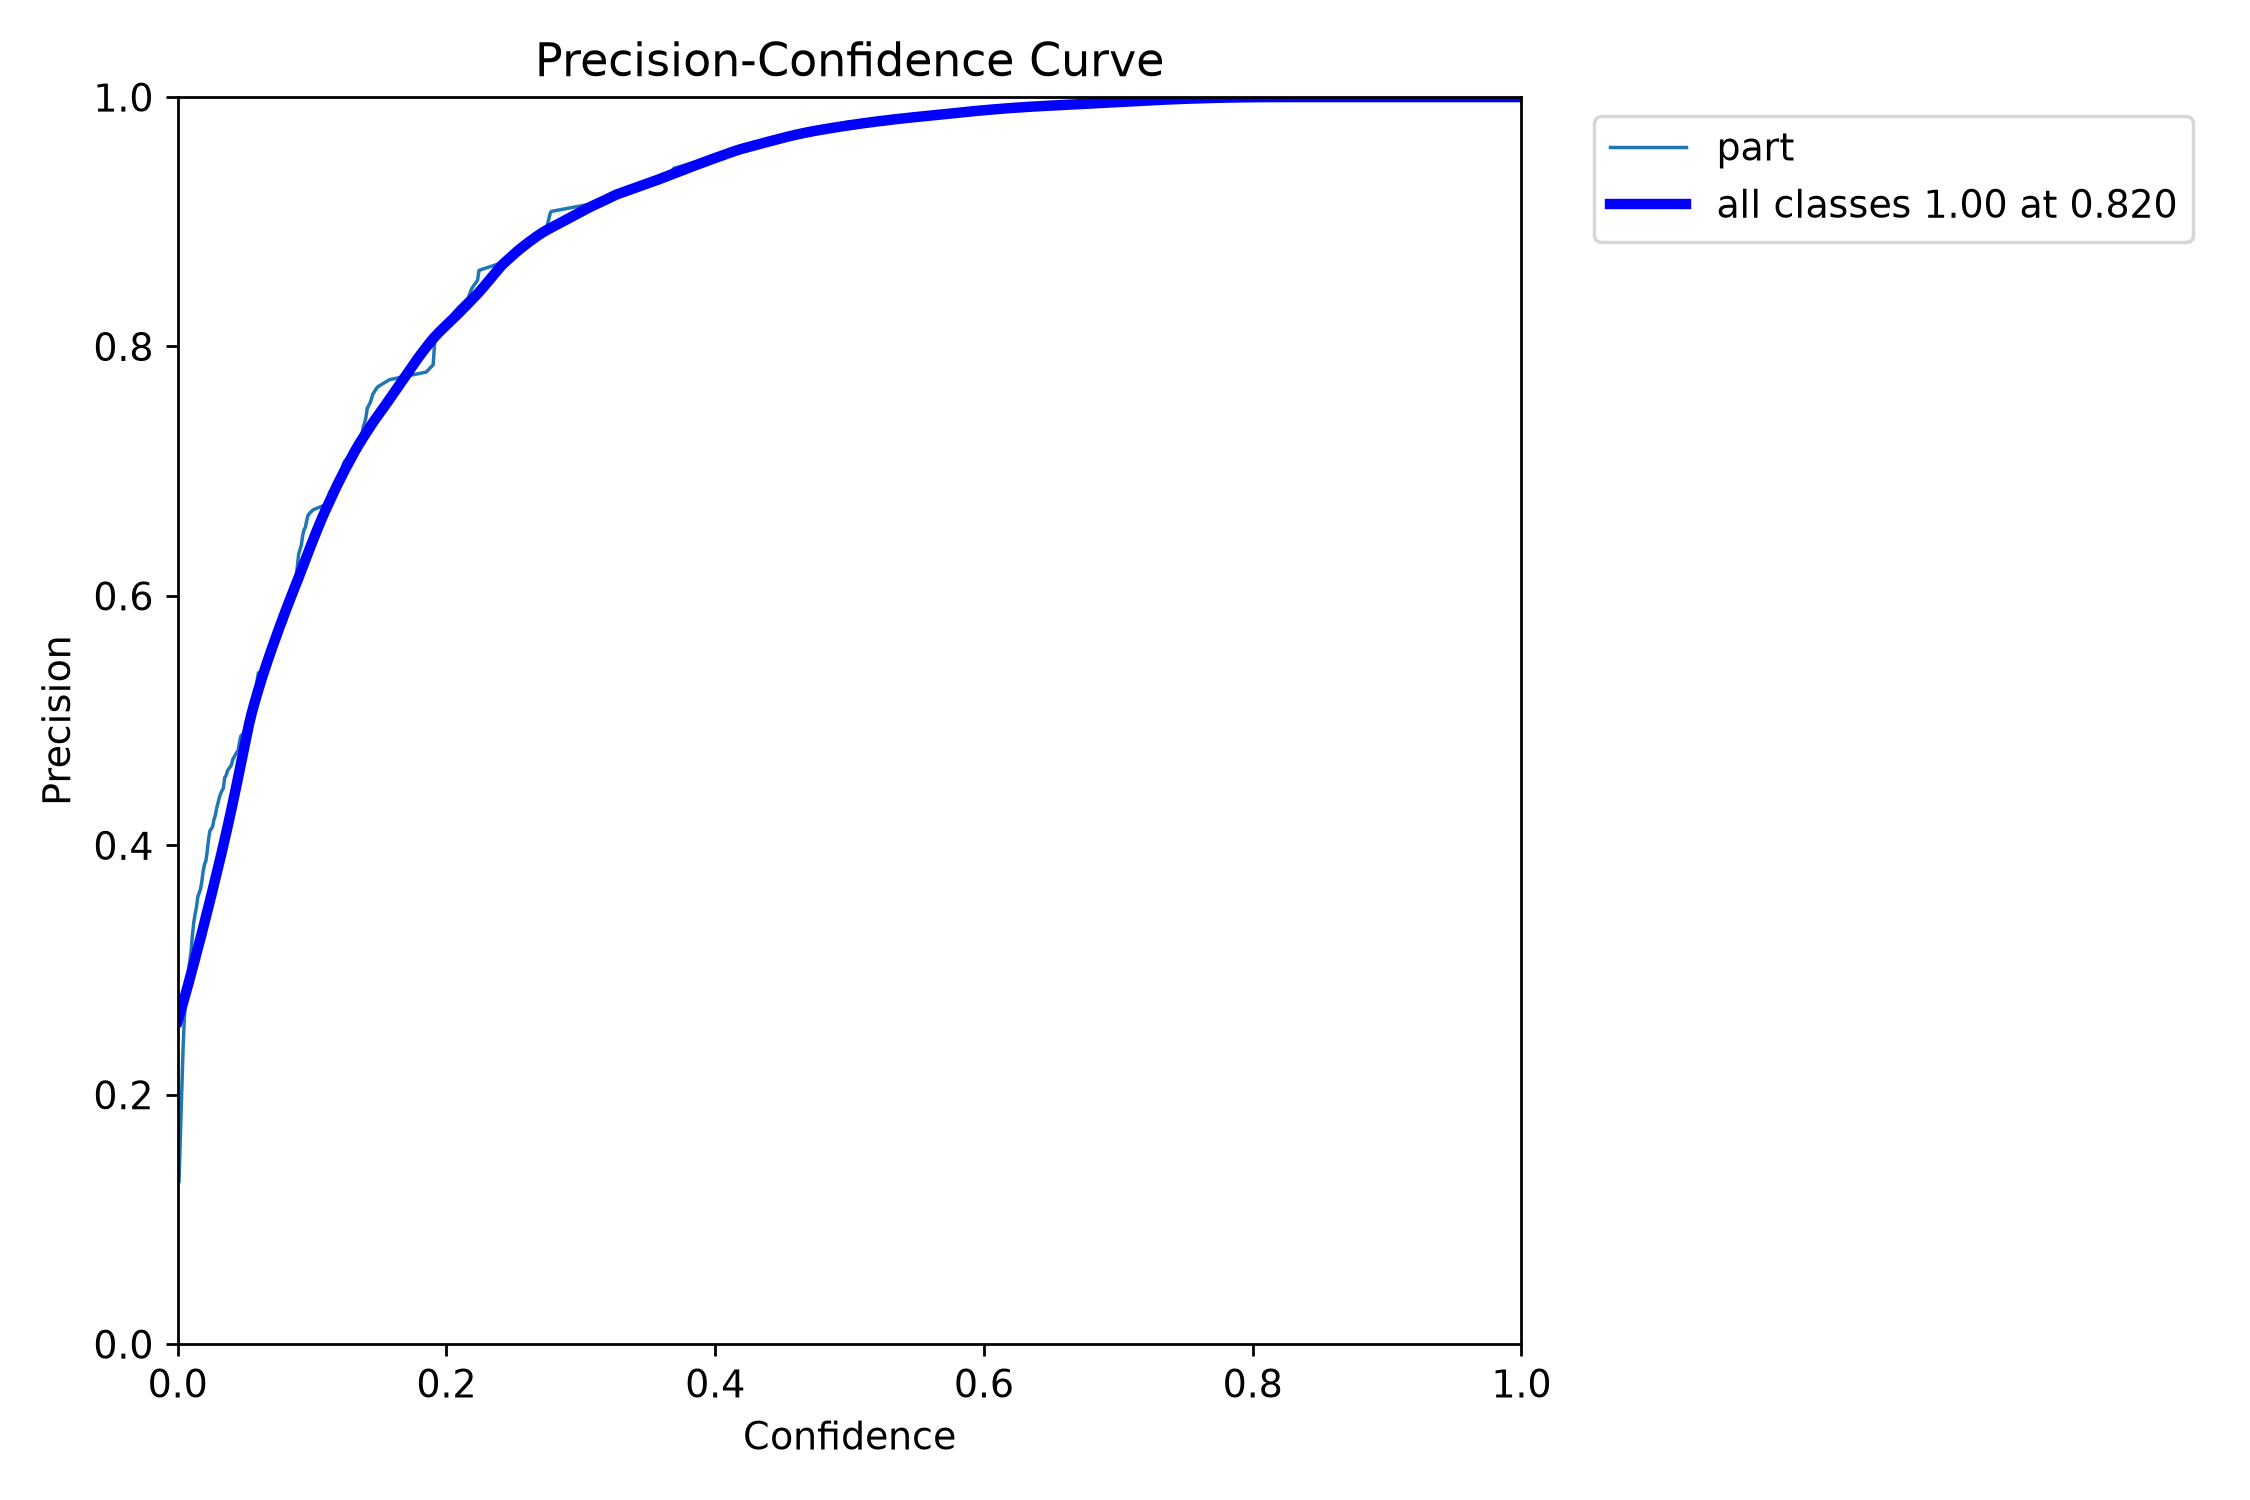 Precision-Confidence Curve
1.0
0.8
0.6
0.4
0.2
0.0
Precision
0.0 0.2 0.4 0.6 0.8 1.0
Confidence
part
all classes 1.00 at 0.820